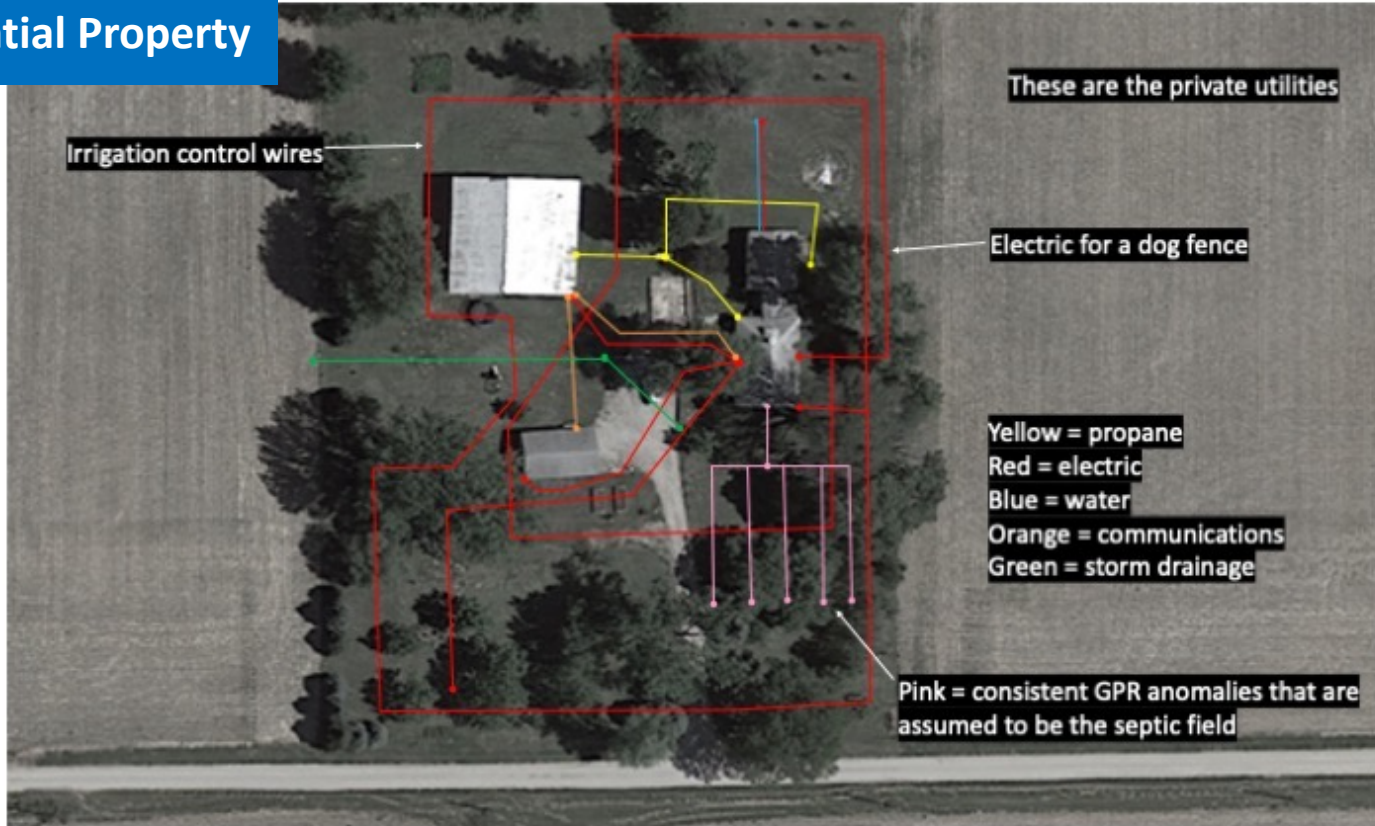 tial Property
These are the private utilities
Irrigation control wires
Electric for a dog fence
Yellow = propane
Red = electric
Blue = water
Orange = communications
Green = storm drainage
Pink = consistent GPR anomalies that are
assumed to be the septic field